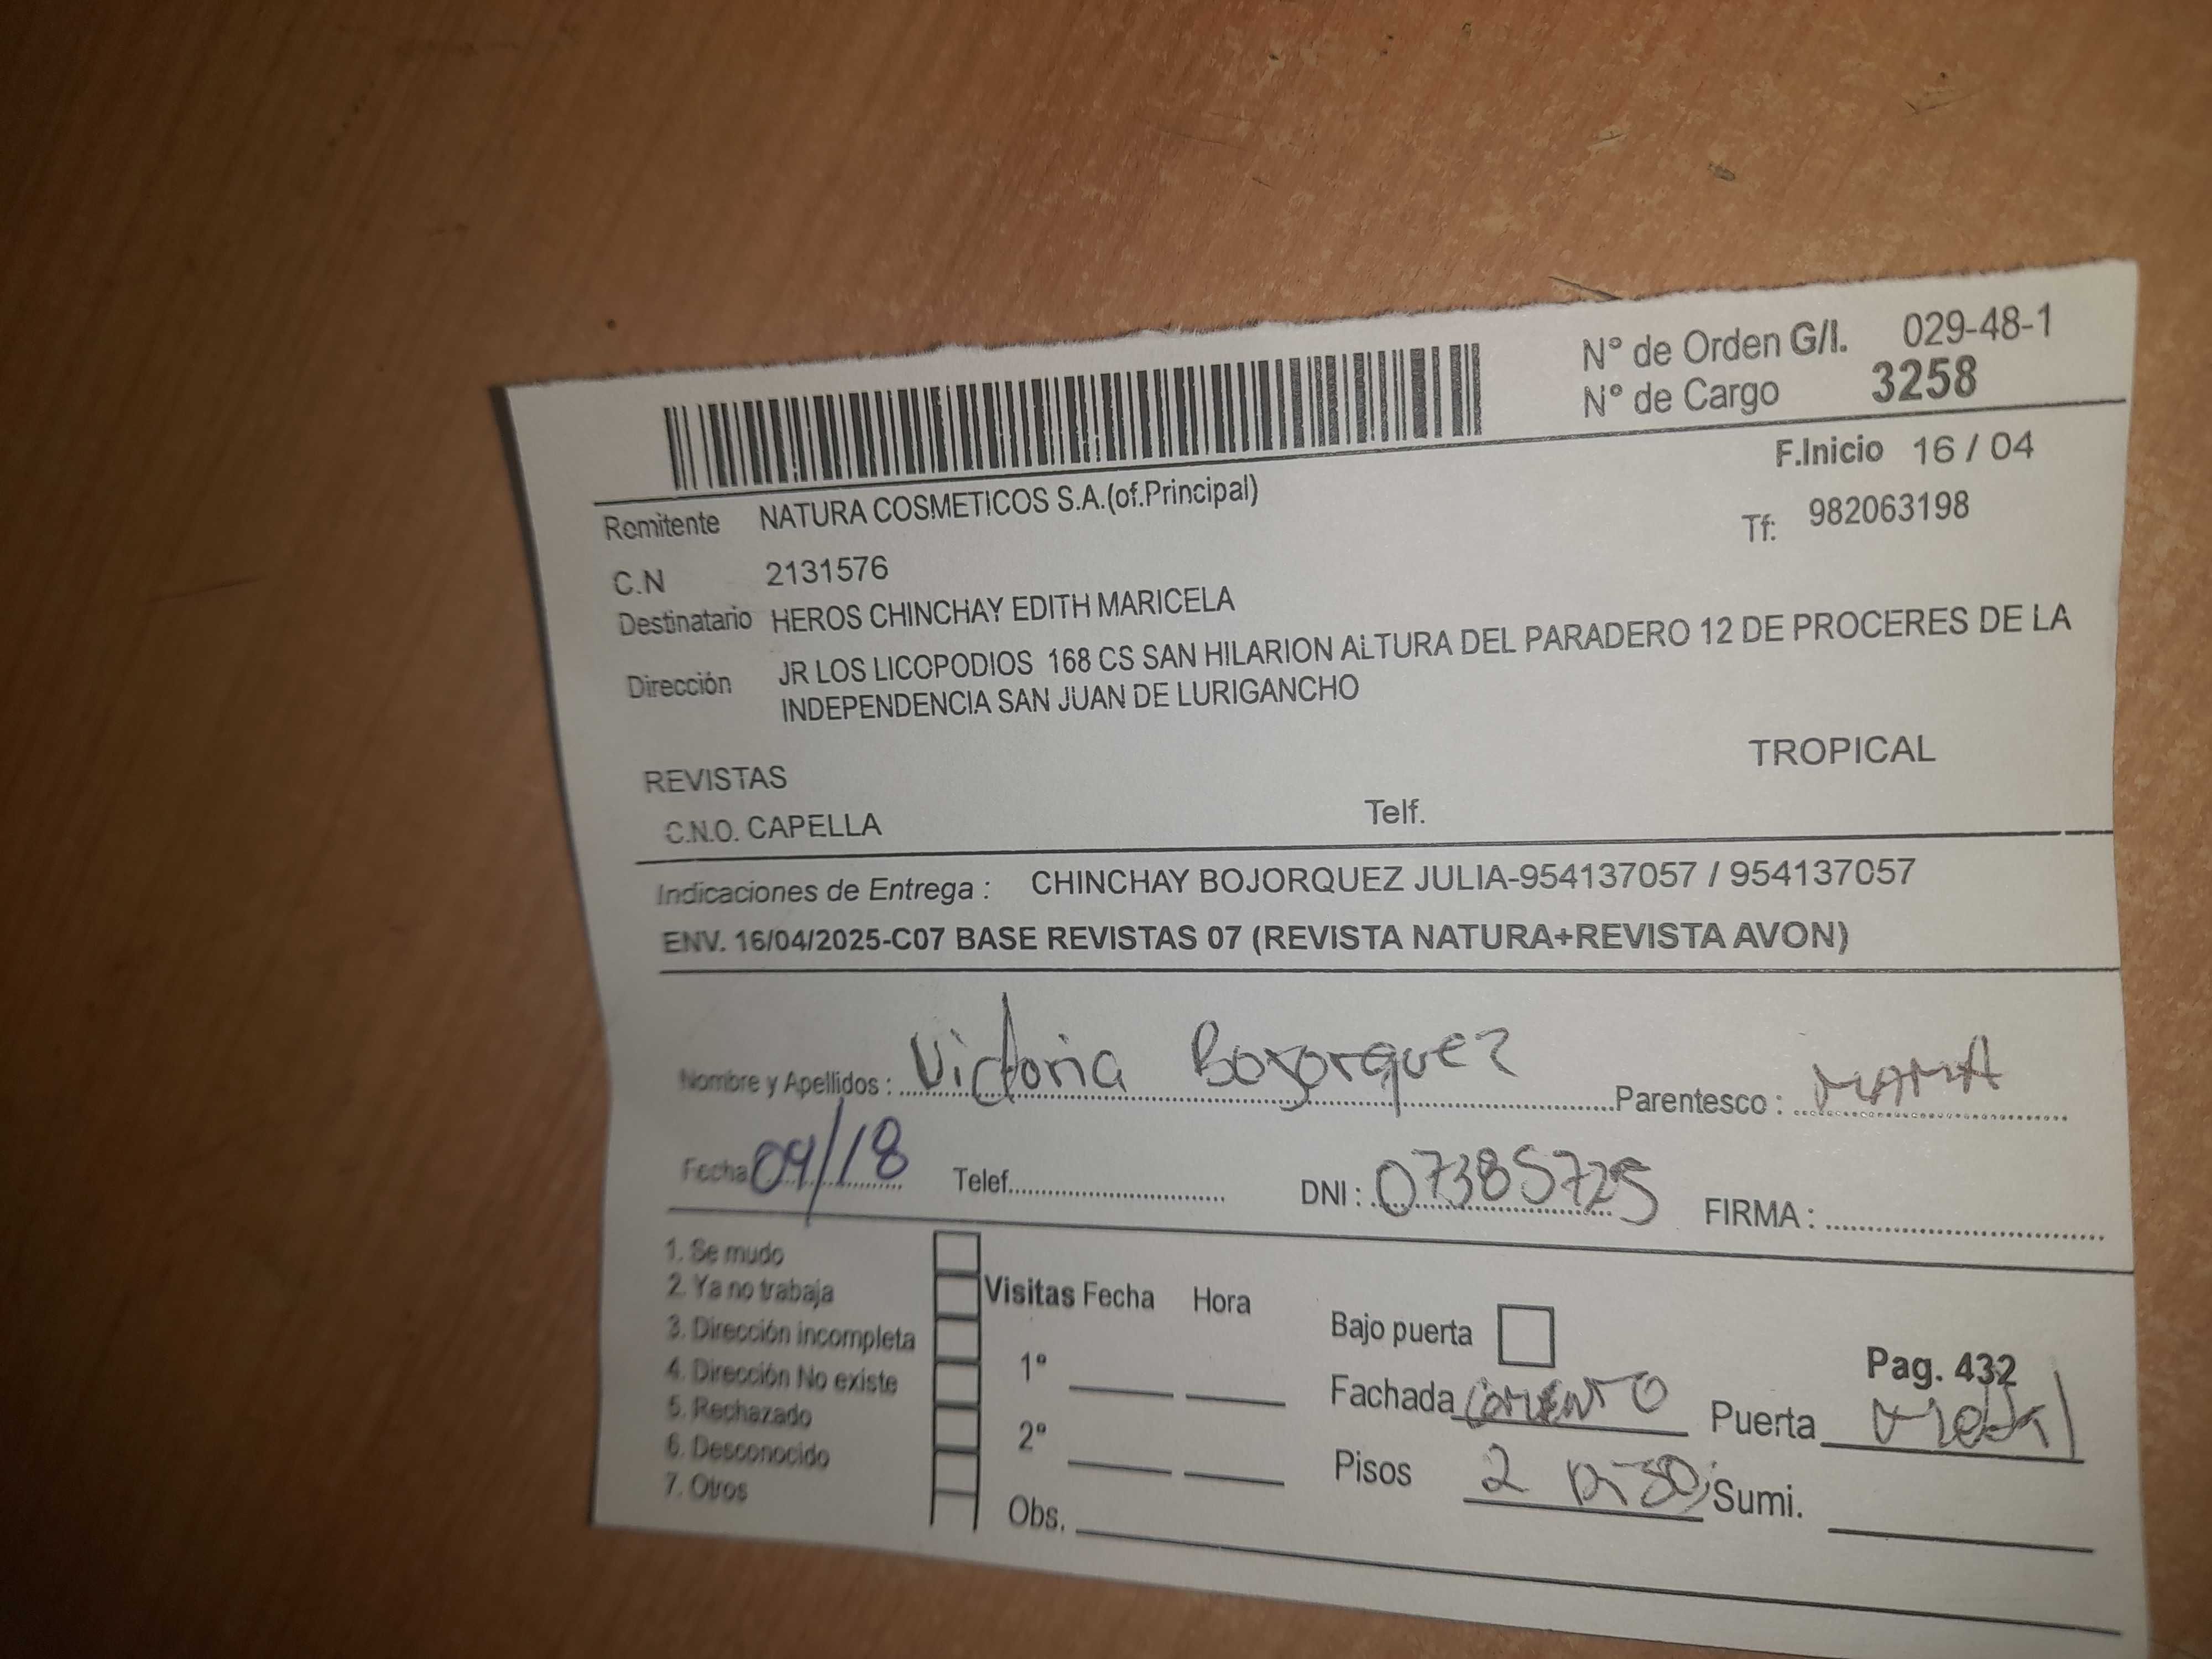 N° de Orden G/I. 029-48-1
N° de Cargo 3258
F.Inicio 16 / 04
Remitente NATURA COSMETICOS S.A.(of.Principal)
Tf: 982063198
C.N 2131576
Destinatario HEROS CHINCHAY EDITH MARICELA
Dirección JR LOS LICOPODIOS 168 CS SAN HILARION ALTURA DEL PARADERO 12 DE PROCERES DE LA
INDEPENDENCIA SAN JUAN DE LURIGANCHO
TROPICAL
REVISTAS
C.N.O. CAPELLA Telf.
Indicaciones de Entrega : CHINCHAY BOJORQUEZ JULIA-954137057 / 954137057
ENV. 16/04/2025-C07 BASE REVISTAS 07 (REVISTA NATURA+REVISTA AVON)
Nombre y Apellidos : Victoria Bojorquez Parentesco : MAMA
Fecha 04/18 Telef. DNI : 07385725 FIRMA :
1. Se mudo
2. Ya no trabaja
3. Dirección incompleta
4. Dirección No existe
5. Rechazado
6. Desconocido
7. Otros
Visitas Fecha Hora
1°
2°
Obs.
Bajo puerta
Pag. 432
Fachada Puerta Metal
Pisos 2 piso Sumi.